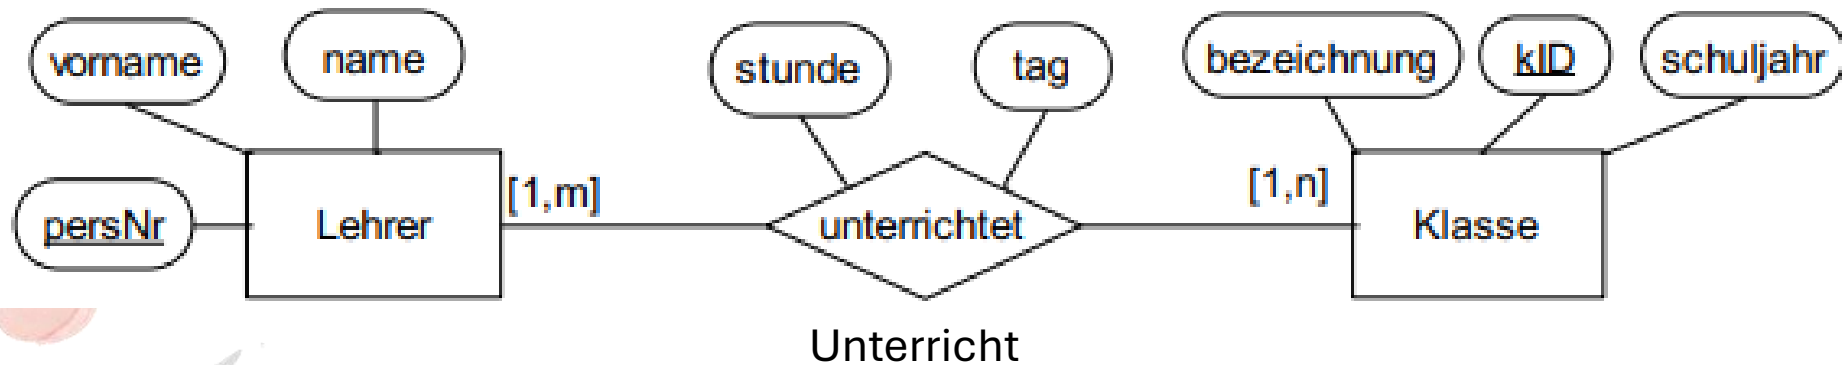 vorname
name
stunde
tag
bezeichnung
kID
schuljahr
persNr
Lehrer
[1,m]
unterrichtet
[1,n]
Klasse
Unterricht